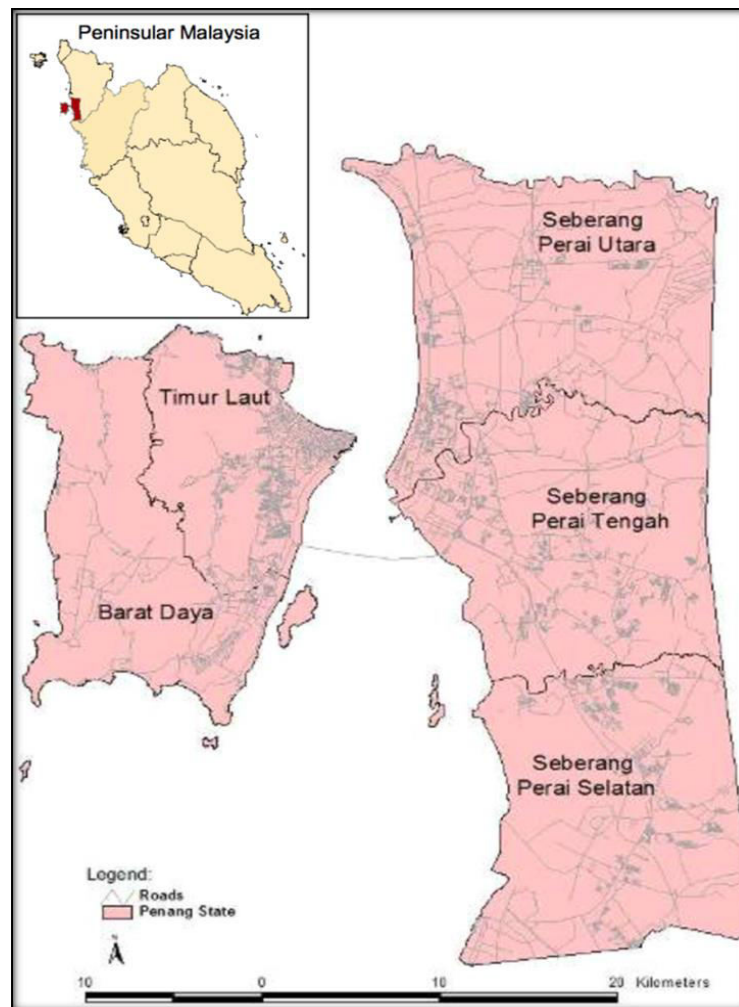 Peninsular Malaysia
Seberang
Perai Utara
Timur Laut
Seberang
Perai Tengah
Barat Daya
Seberang
Perai Selatan
Legend:
Roads
Penang State
N
10 0 10 20 Kilometers